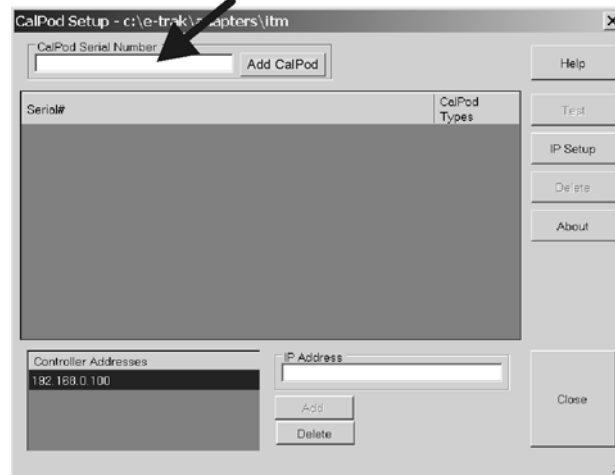 CalPod Setup - c:\e-trak\adapters\itm
CalPod Serial Number
Add CalPod
Help
Serial#
CalPod
Types
Test
IP Setup
Delete
About
Controller Addresses
192.168.0.100
IP Address
Add
Delete
Close